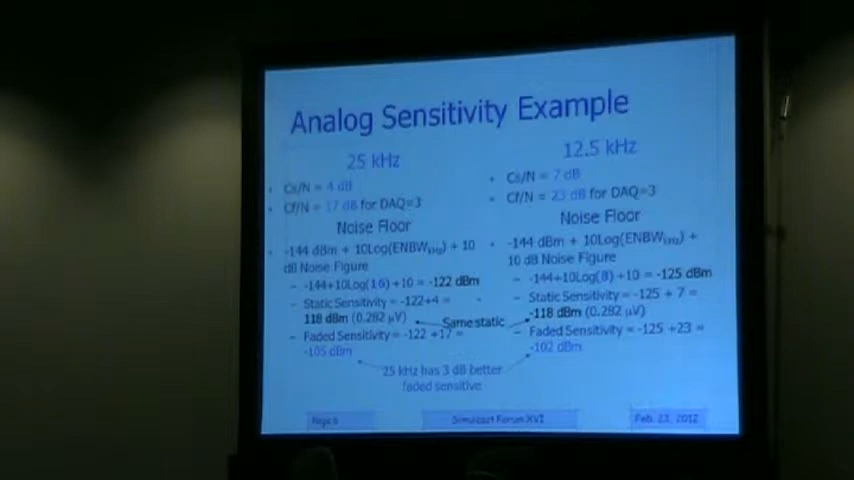 Analog Sensitivity Example
25 kHz
• Cs/N = 4 dB
• Cf/N = 17 dB for DAQ=3
Noise Floor
• -144 dBm + 10Log(ENBWkHz) + 10
dB Noise Figure
– -144+10Log(16) +10 = -122 dBm
– Static Sensitivity = -122+4 =
118 dBm (0.282 µV)
– Faded Sensitivity = -122 +17 =
-105 dBm
12.5 kHz
• Cs/N = 7 dB
• Cf/N = 23 dB for DAQ=3
Noise Floor
• -144 dBm + 10Log(ENBWkHz) +
10 dB Noise Figure
– -144+10Log(8) +10 = -125 dBm
– Static Sensitivity = -125 + 7 =
-118 dBm (0.282 µV)
– Faded Sensitivity = -125 +23 =
-102 dBm
Same static
25 kHz has 3 dB better
faded sensitive
Page 6
Simulcast Forum XVI
Feb. 23, 2012